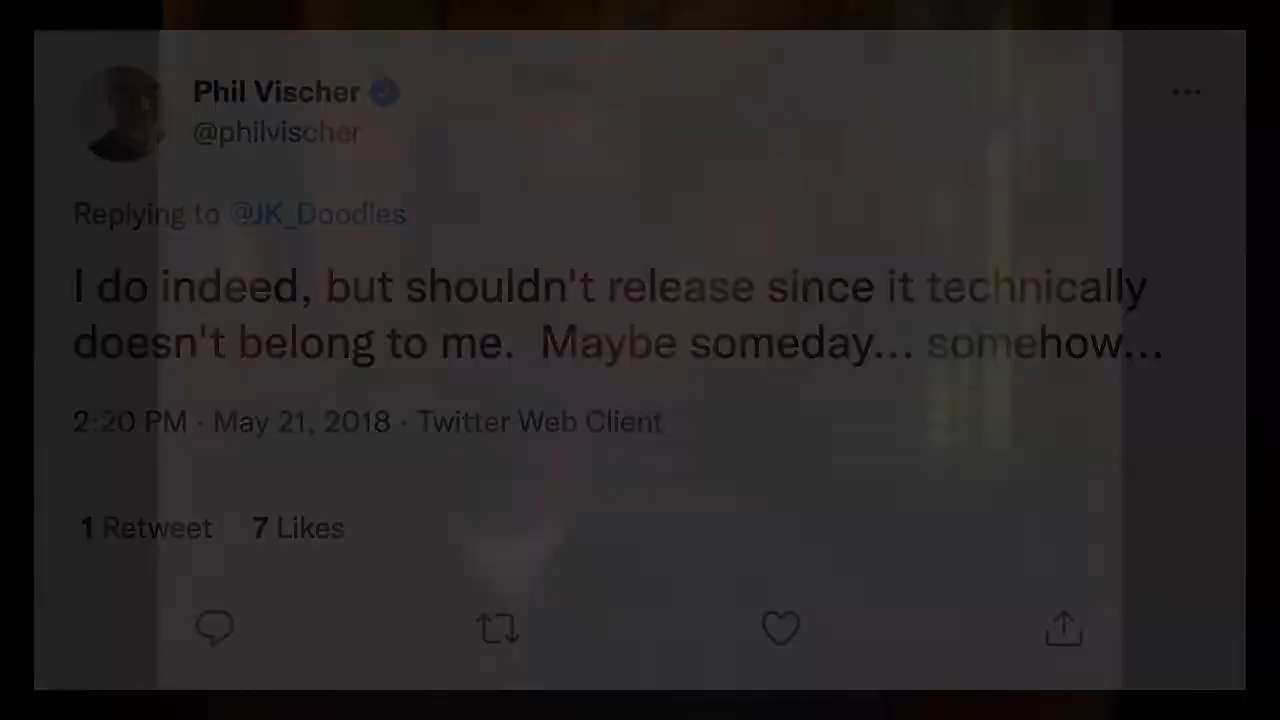 Phil Vischer
@philvischer
Replying to @JK_Doodles
I do indeed, but shouldn't release since it technically
doesn't belong to me.  Maybe someday... somehow...
2:20 PM · May 21, 2018 · Twitter Web Client
1 Retweet 7 Likes